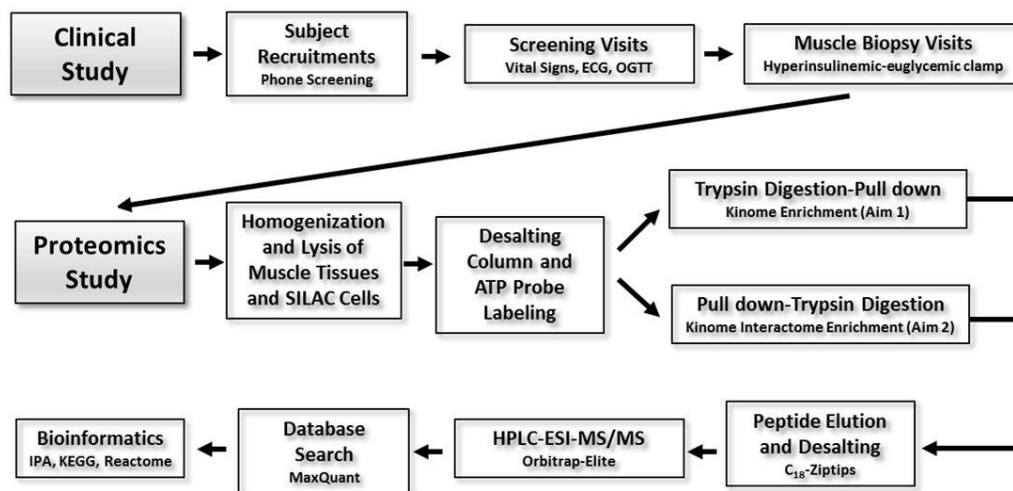 Clinical
Study
Subject
Recruitments
Phone Screening
Screening Visits
Vital Signs, ECG, OGTT
Muscle Biopsy Visits
Hyperinsulinemic-euglycemic clamp
Proteomics
Study
Homogenization
and Lysis of
Muscle Tissues
and SILAC Cells
Desalting
Column and
ATP Probe
Labeling
Trypsin Digestion-Pull down
Kinome Enrichment (Aim 1)
Pull down-Trypsin Digestion
Kinome Interactome Enrichment (Aim 2)
Peptide Elution
and Desalting
C₁₈-Ziptips
HPLC-ESI-MS/MS
Orbitrap-Elite
Database
Search
MaxQuant
Bioinformatics
IPA, KEGG, Reactome